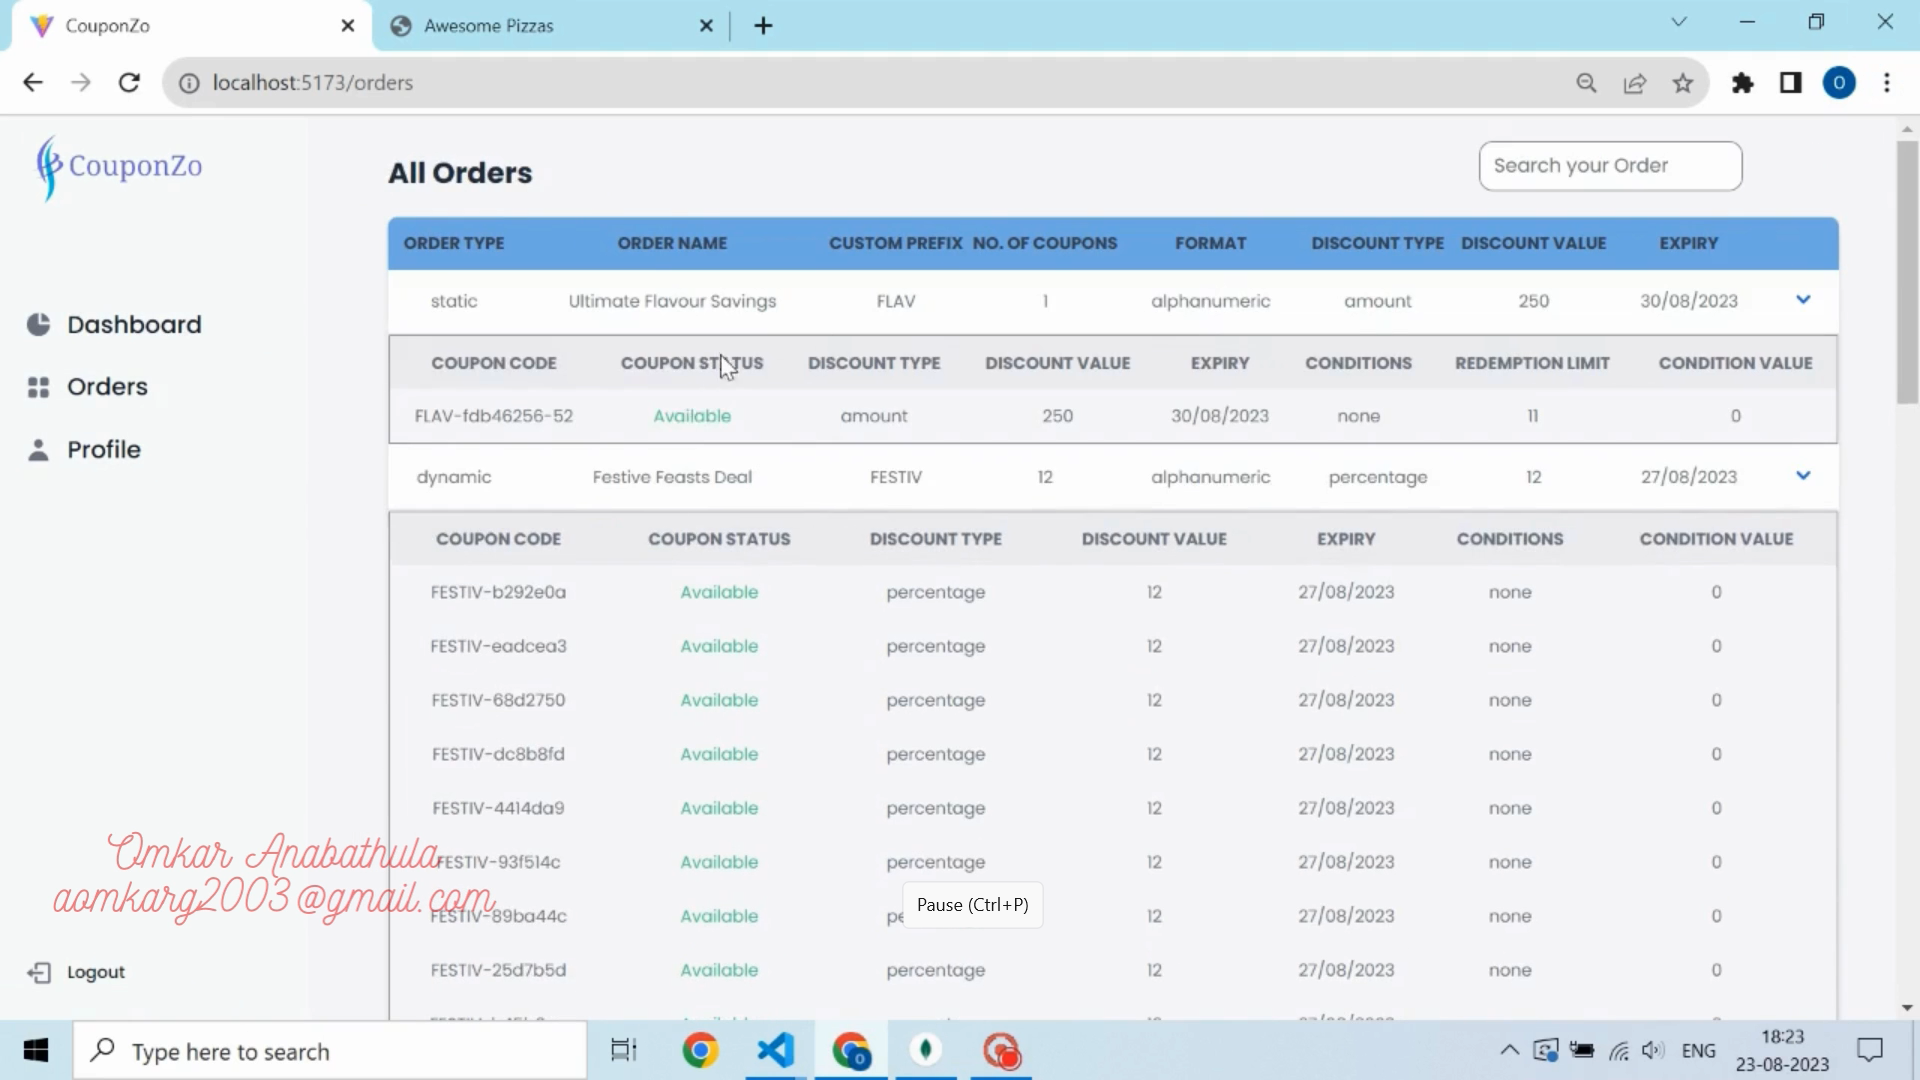 CouponZo
Awesome Pizzas
localhost:5173/orders
O
CouponZo
Dashboard
Orders
Profile
Logout
All Orders
Search your Order
ORDER TYPE ORDER NAME CUSTOM PREFIX NO. OF COUPONS FORMAT DISCOUNT TYPE DISCOUNT VALUE EXPIRY
static Ultimate Flavour Savings FLAV 1 alphanumeric amount 250 30/08/2023
COUPON CODE COUPON STATUS DISCOUNT TYPE DISCOUNT VALUE EXPIRY CONDITIONS REDEMPTION LIMIT CONDITION VALUE
FLAV-fdb46256-52 Available amount 250 30/08/2023 none 11 0
dynamic Festive Feasts Deal FESTIV 12 alphanumeric percentage 12 27/08/2023
COUPON CODE COUPON STATUS DISCOUNT TYPE DISCOUNT VALUE EXPIRY CONDITIONS CONDITION VALUE
FESTIV-b292e0a Available percentage 12 27/08/2023 none 0
FESTIV-eadcea3 Available percentage 12 27/08/2023 none 0
FESTIV-68d2750 Available percentage 12 27/08/2023 none 0
FESTIV-dc8b8fd Available percentage 12 27/08/2023 none 0
FESTIV-4414da9 Available percentage 12 27/08/2023 none 0
FESTIV-93f514c Available percentage 12 27/08/2023 none 0
FESTIV-89ba44c Available 12 27/08/2023 none 0
FESTIV-25d7b5d Available percentage 12 27/08/2023 none 0
Pause (Ctrl+P)
Omkar Anabathula
aomkarg2003@gmail.com
Type here to search
O
ENG
18:23
23-08-2023